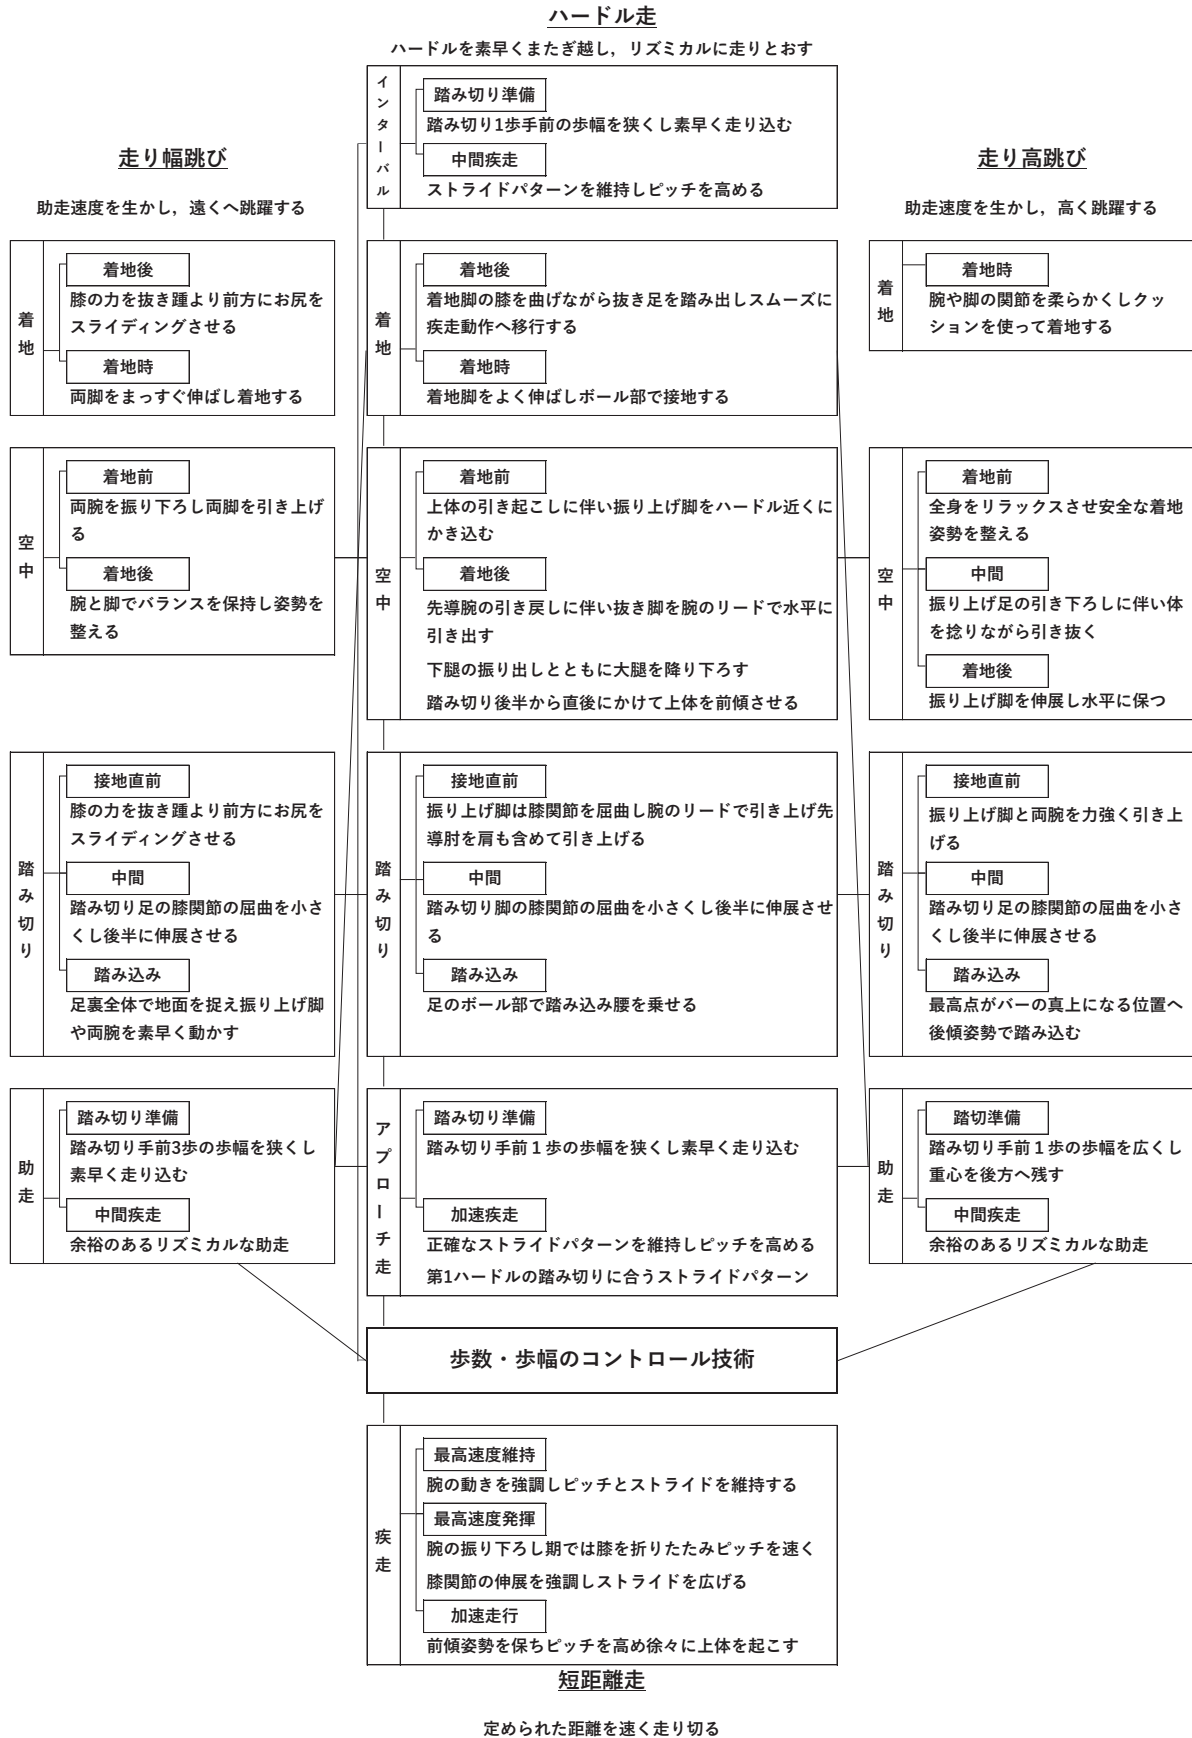 ハードル走
ハードルを素早くまたぎ越し，リズミカルに走りとおす
インターバル
踏み切り準備
踏み切り1歩手前の歩幅を狭くし素早く走り込む
中間疾走
ストライドパターンを維持しピッチを高める
走り幅跳び
助走速度を生かし，遠くへ跳躍する
着地
着地後
膝の力を抜き踵より前方にお尻を
スライディングさせる
着地時
両脚をまっすぐ伸ばし着地する
空中
着地前
両腕を振り下ろし両脚を引き上げ
る
着地後
腕と脚でバランスを保持し姿勢を
整える
踏み切り
接地直前
膝の力を抜き踵より前方にお尻を
スライディングさせる
中間
踏み切り足の膝関節の屈曲を小さ
くし後半に伸展させる
踏み込み
足裏全体で地面を捉え振り上げ脚
や両腕を素早く動かす
助走
踏み切り準備
踏み切り手前3歩の歩幅を狭くし
素早く走り込む
中間疾走
余裕のあるリズミカルな助走
着地
着地後
着地脚の膝を曲げながら抜き足を踏み出しスムーズに
疾走動作へ移行する
着地時
着地脚をよく伸ばしボール部で接地する
空中
着地前
上体の引き起こしに伴い振り上げ脚をハードル近くに
かき込む
着地後
先導腕の引き戻しに伴い抜き脚を腕のリードで水平に
引き出す
下腿の振り出しとともに大腿を降り下ろす
踏み切り後半から直後にかけて上体を前傾させる
踏み切り
接地直前
振り上げ脚は膝関節を屈曲し腕のリードで引き上げ先
導肘を肩も含めて引き上げる
中間
踏み切り脚の膝関節の屈曲を小さくし後半に伸展させ
る
踏み込み
足のボール部で踏み込み腰を乗せる
アプローチ走
踏み切り準備
踏み切り手前１歩の歩幅を狭くし素早く走り込む
加速疾走
正確なストライドパターンを維持しピッチを高める
第1ハードルの踏み切りに合うストライドパターン
走り高跳び
助走速度を生かし，高く跳躍する
着地
着地時
腕や脚の関節を柔らかくしクッ
ションを使って着地する
空中
着地前
全身をリラックスさせ安全な着地
姿勢を整える
中間
振り上げ足の引き下ろしに伴い体
を捻りながら引き抜く
着地後
振り上げ脚を伸展し水平に保つ
踏み切り
接地直前
振り上げ脚と両腕を力強く引き上
げる
中間
踏み切り足の膝関節の屈曲を小さ
くし後半に伸展させる
踏み込み
最高点がバーの真上になる位置へ
後傾姿勢で踏み込む
助走
踏切準備
踏み切り手前１歩の歩幅を広くし
重心を後方へ残す
中間疾走
余裕のあるリズミカルな助走
歩数・歩幅のコントロール技術
疾走
最高速度維持
腕の動きを強調しピッチとストライドを維持する
最高速度発揮
腕の振り下ろし期では膝を折りたたみピッチを速く
膝関節の伸展を強調しストライドを広げる
加速走行
前傾姿勢を保ちピッチを高め徐々に上体を起こす
短距離走
定められた距離を速く走り切る